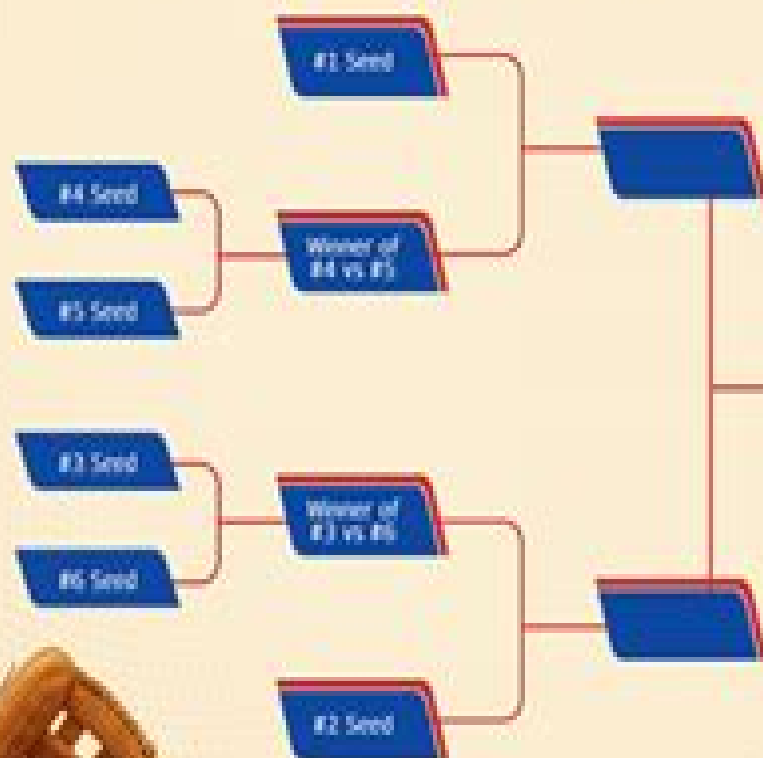 #1 Seed
#4 Seed
Winner of
#4 vs #5
#5 Seed
#3 Seed
Winner of
#3 vs #6
#6 Seed
#2 Seed